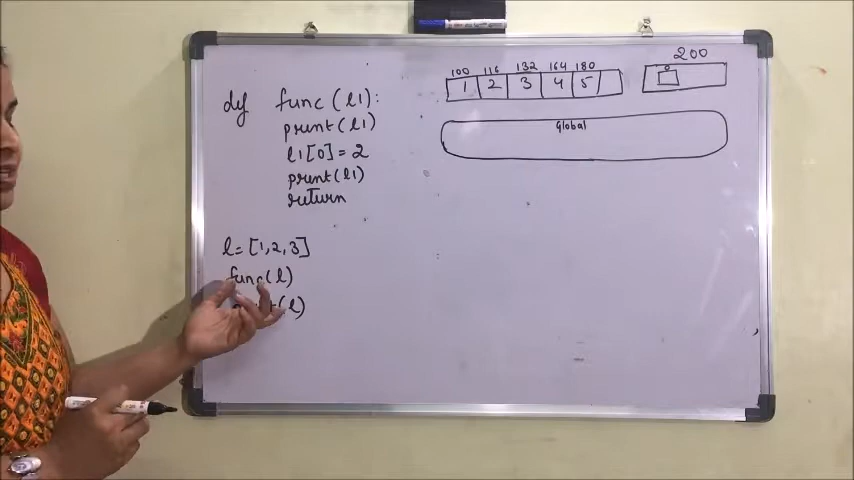 def func(l1):
print(l1)
l1[0] = 2
print(l1)
return
l = [1,2,3]
func(l)
(l)
100 116 132 164 180
1 2 3 4 5
200
0
Global